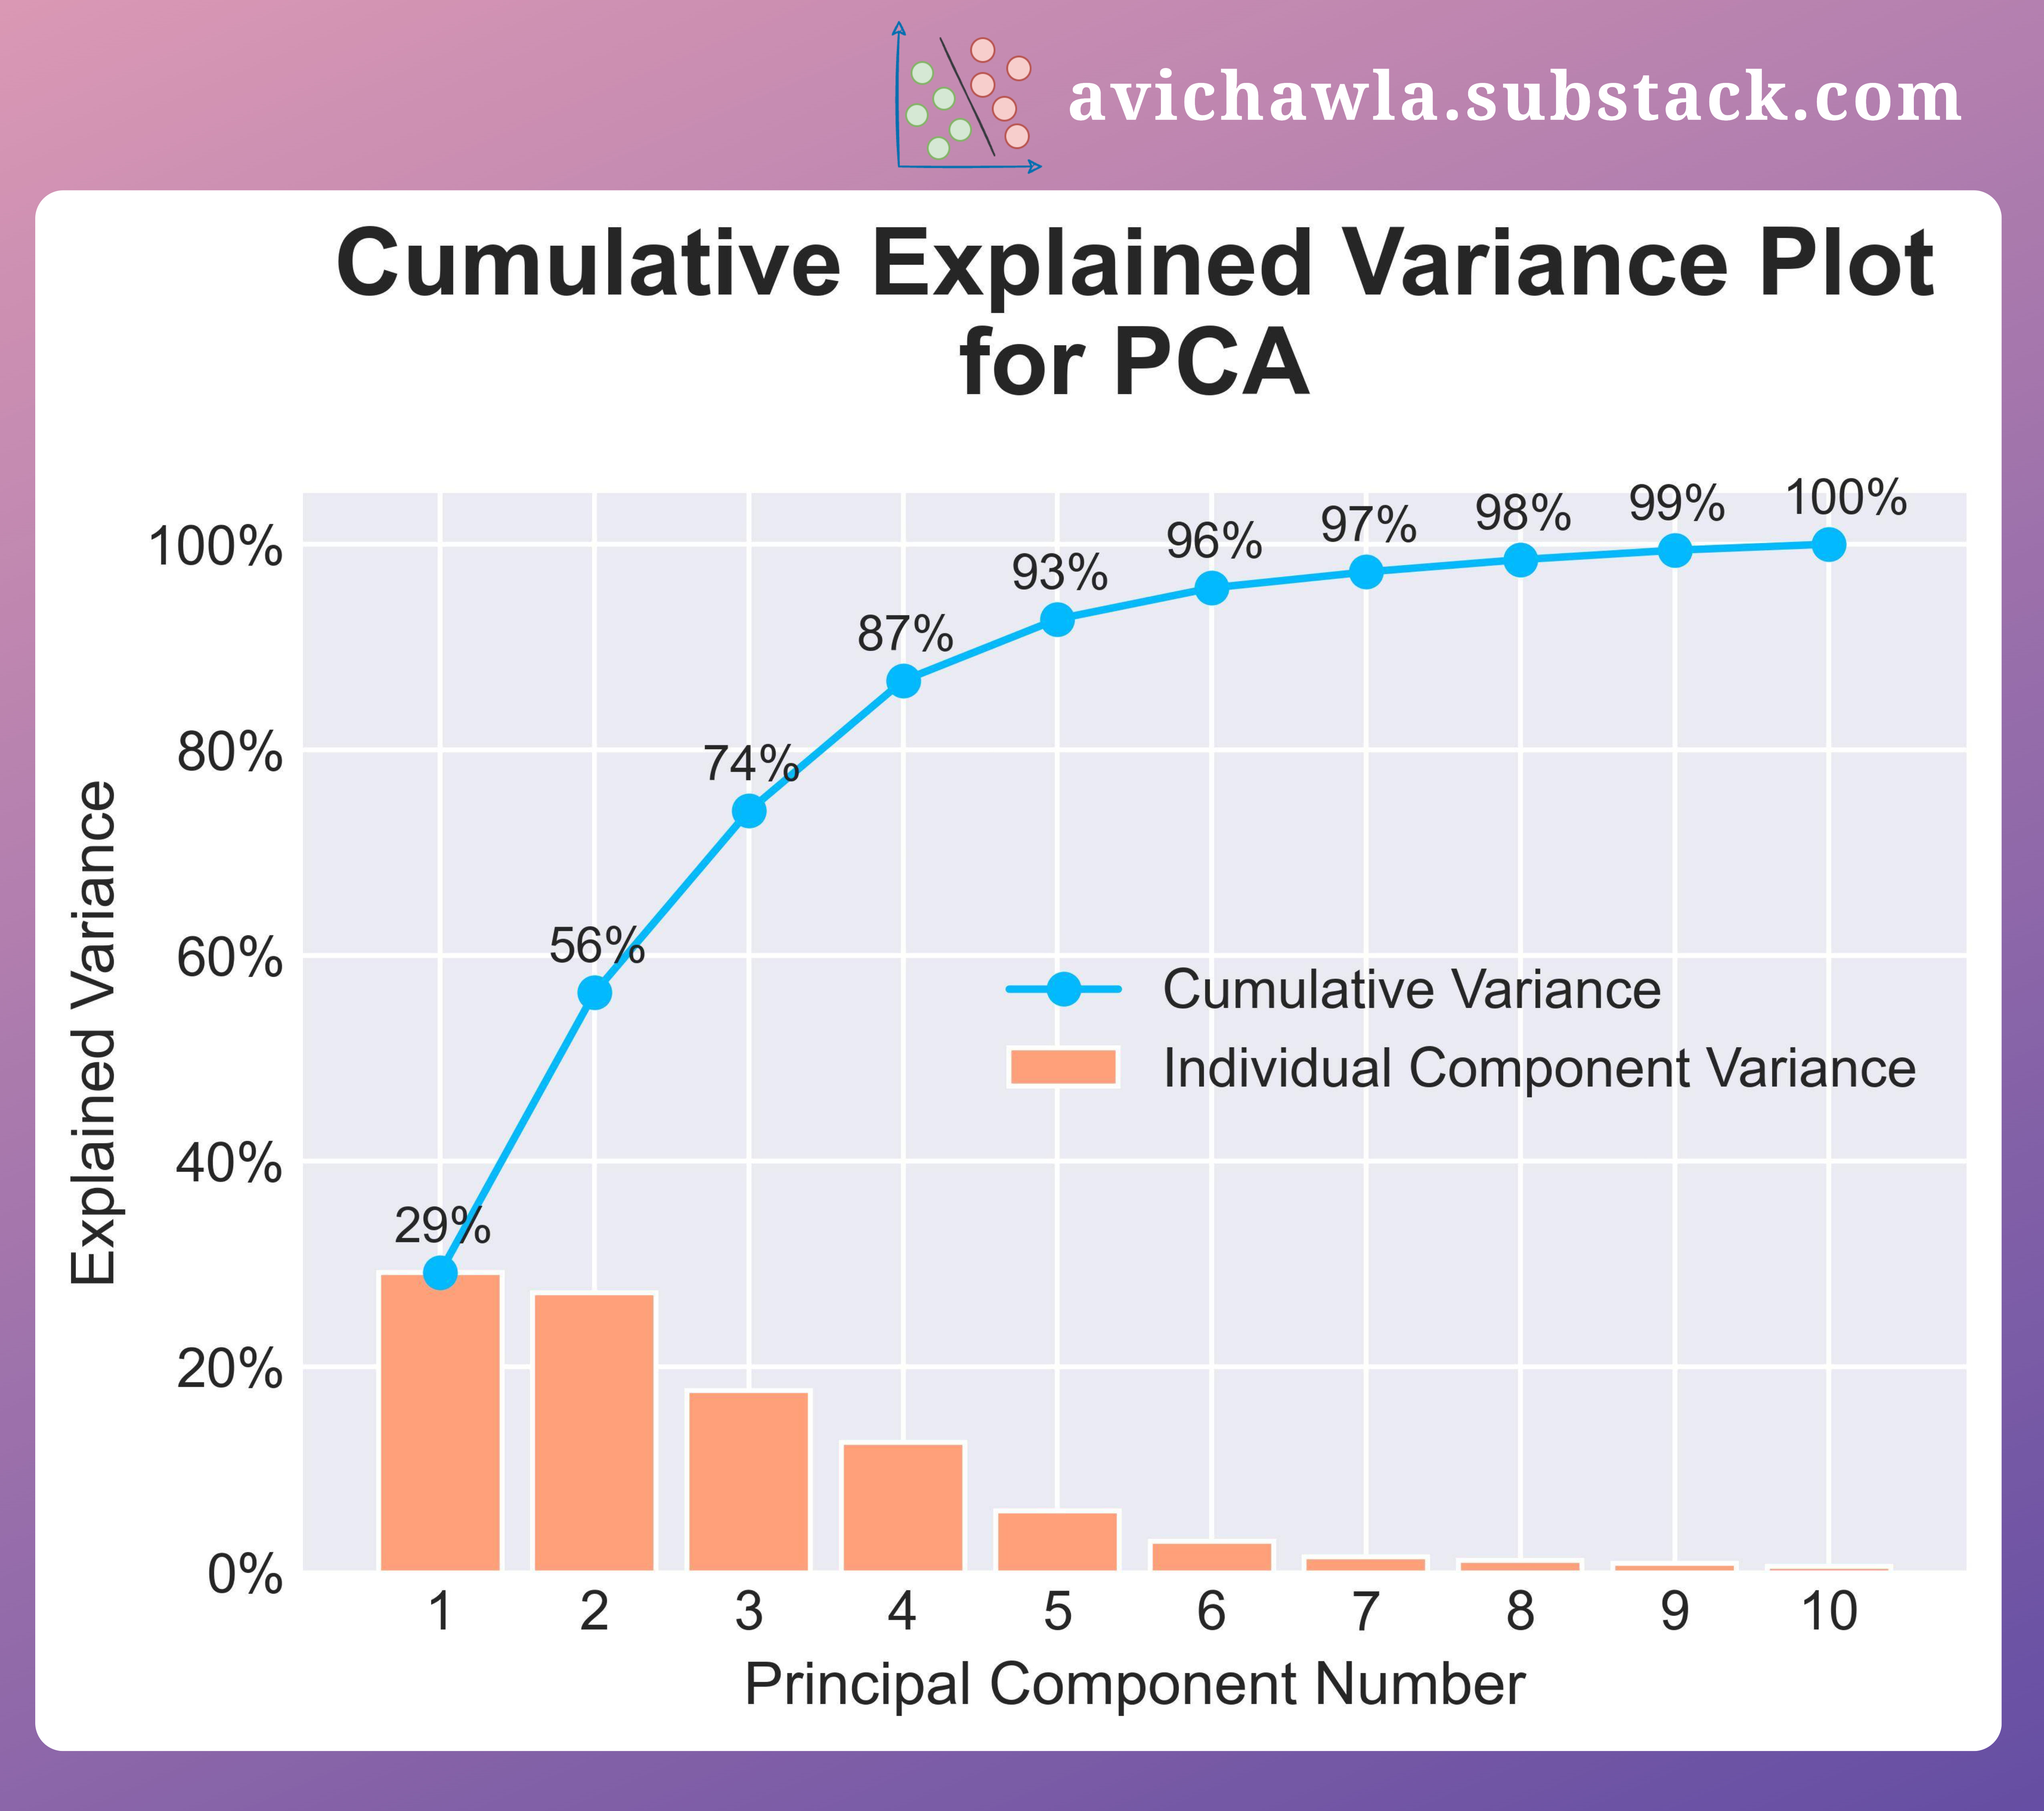 avichawla.substack.com
Cumulative Explained Variance Plot
for PCA
100%
80%
60%
40%
20%
0%
Explained Variance
29%
56%
74%
87%
93%
96%
97%
98%
99%
100%
Cumulative Variance
Individual Component Variance
1 2 3 4 5 6 7 8 9 10
Principal Component Number